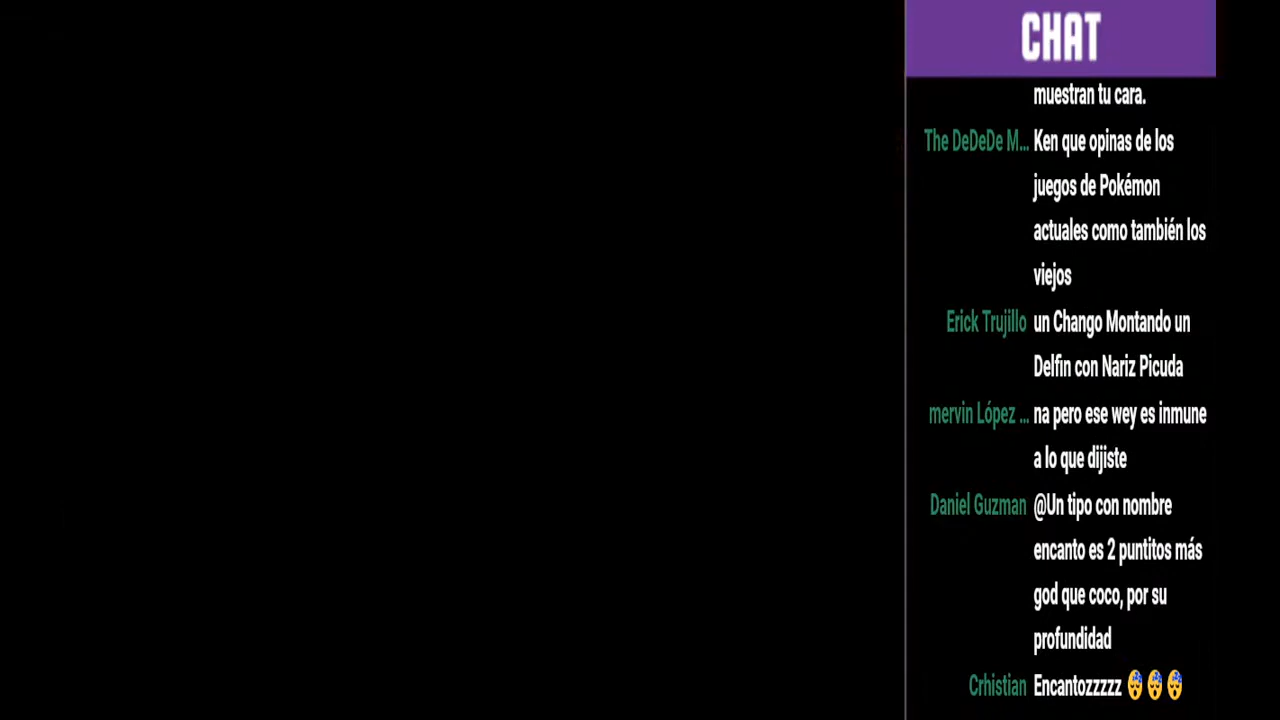 CHAT
muestran tu cara.
The DeDeDe M... Ken que opinas de los
juegos de Pokémon
actuales como también los
viejos
Erick Trujillo un Chango Montando un
Delfin con Nariz Picuda
mervin López ... na pero ese wey es inmune
a lo que dijiste
Daniel Guzman @Un tipo con nombre
encanto es 2 puntitos más
god que coco, por su
profundidad
Crhistian Encantozzzzz 😴😴😴